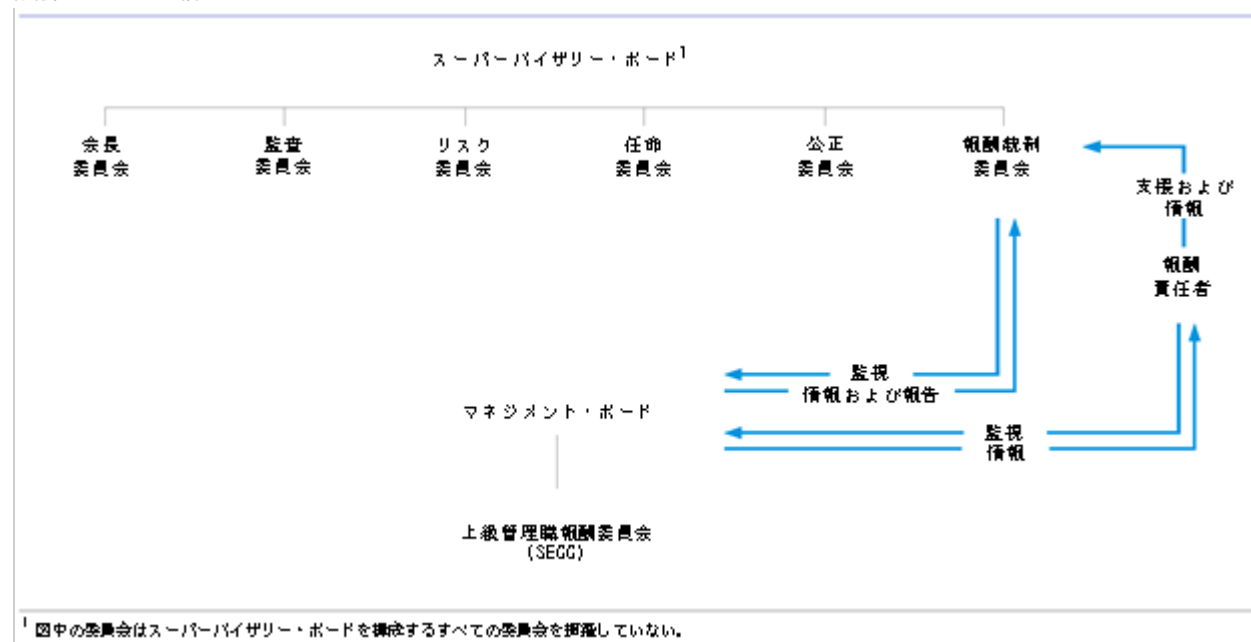 スーパーバイザリー・ボード1
会長
委員会
監査
委員会
リスク
委員会
任命
委員会
公正
委員会
報酬統制
委員会
支援および
情報
報酬
責任者
監視
情報および報告
マネジメント・ボード
監視
情報
上級管理職報酬委員会
(SECC)
1 図中の委員会はスーパーバイザリー・ボードを構成するすべての委員会を網羅していない。